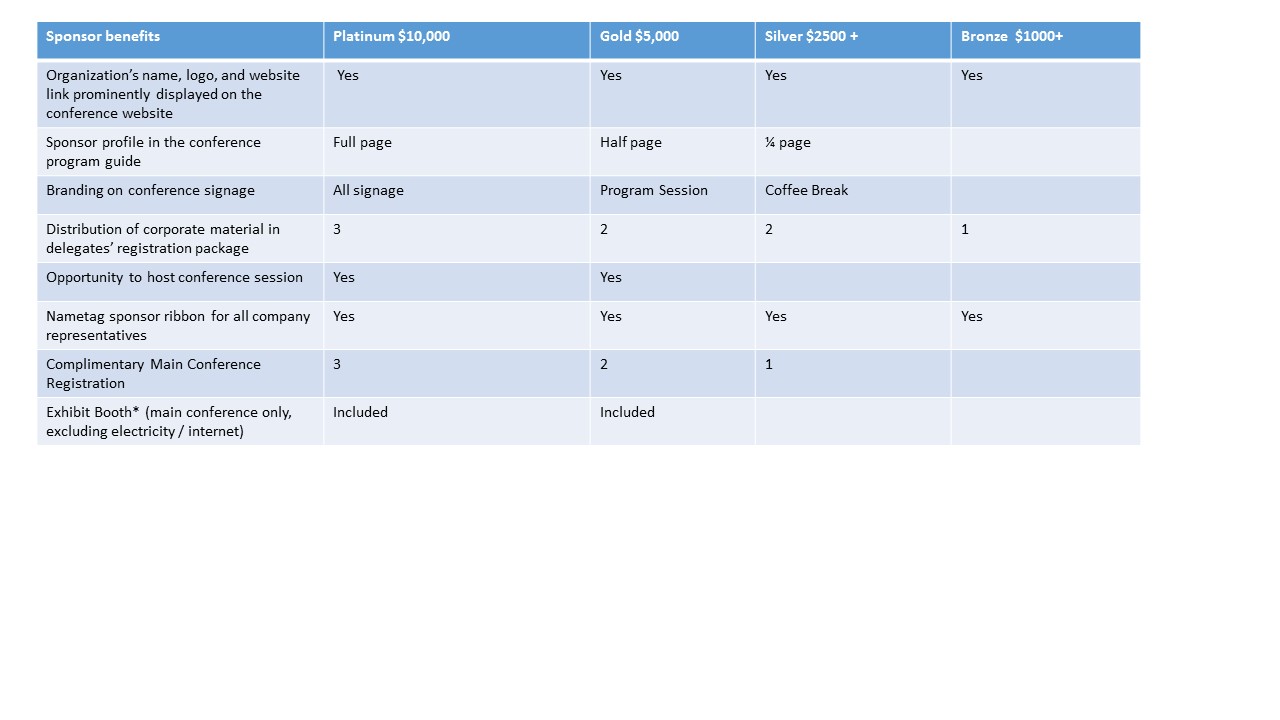 Sponsor benefits Platinum $10,000 Gold $5,000 Silver $2500 + Bronze $1000+
Organization’s name, logo, and website Yes Yes Yes Yes
link prominently displayed on the
conference website
Sponsor profile in the conference Full page Half page ¼ page
program guide
Branding on conference signage All signage Program Session Coffee Break
Distribution of corporate material in 3 2 2 1
delegates’ registration package
Opportunity to host conference session Yes Yes
Nametag sponsor ribbon for all company Yes Yes Yes Yes
representatives
Complimentary Main Conference 3 2 1
Registration
Exhibit Booth* (main conference only, Included Included
excluding electricity / internet)